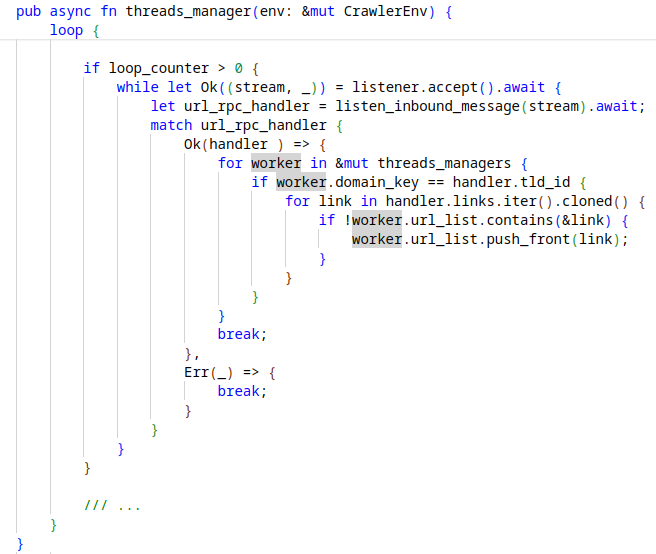 pub async fn threads_manager(env: &mut CrawlerEnv) {
    loop {

        if loop_counter > 0 {
            while let Ok((stream, _)) = listener.accept().await {
                let url_rpc_handler = listen_inbound_message(stream).await;
                match url_rpc_handler {
                    Ok(handler ) => {
                        for worker in &mut threads_managers {
                            if worker.domain_key == handler.tld_id {
                                for link in handler.links.iter().cloned() {
                                    if !worker.url_list.contains(&link) {
                                        worker.url_list.push_front(link);
                                    }
                                }
                            }
                        }
                        break;
                    },
                    Err(_) => {
                        break;
                    }
                }
            }
        }

        /// ...
    }
}